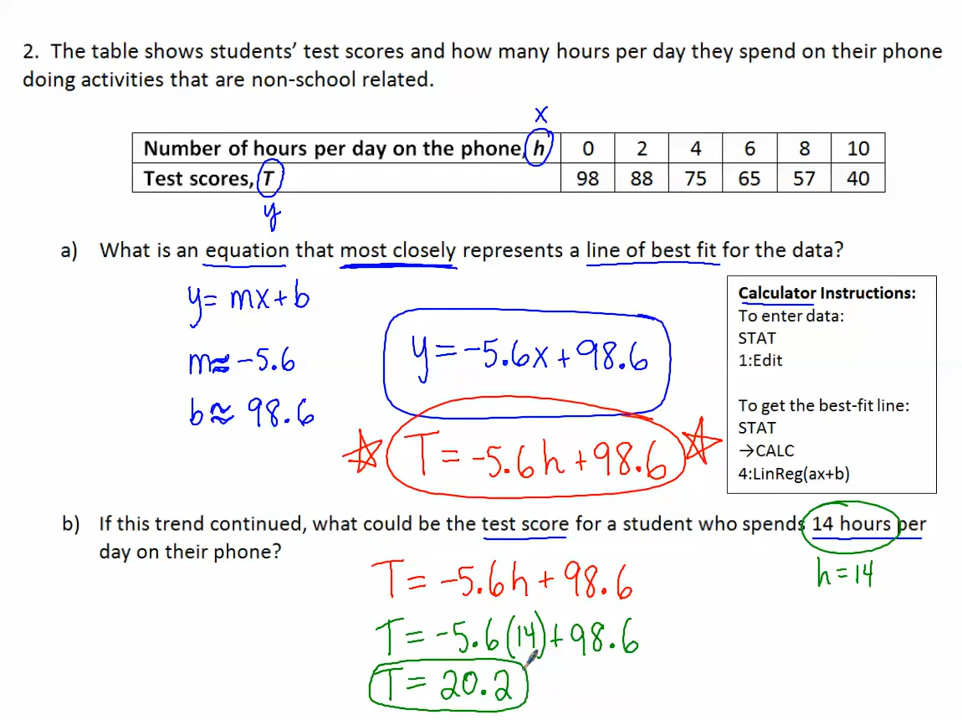 2. The table shows students' test scores and how many hours per day they spend on their phone
doing activities that are non-school related.
x
Number of hours per day on the phone, h 0 2 4 6 8 10
Test scores, T 98 88 75 65 57 40
y
a) What is an equation that most closely represents a line of best fit for the data?
y = mx + b
m ≈ -5.6
b ≈ 98.6
y = -5.6x + 98.6
T = -5.6h + 98.6
Calculator Instructions:
To enter data:
STAT
1:Edit
To get the best-fit line:
STAT
→CALC
4:LinReg(ax+b)
b) If this trend continued, what could be the test score for a student who spends 14 hours per
day on their phone?
h = 14
T = -5.6h + 98.6
T = -5.6(14) + 98.6
T = 20.2